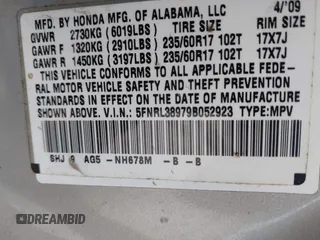 MFD. BY HONDA MFG. OF ALABAMA, LLC 4/'09
GVWR 2730KG (6019LBS) TIRE SIZE RIM SIZE
GAWR F 1320KG (2910LBS) 235/60R17 102T 17X7J
GAWR R 1450KG (3197LBS) 235/60R17 102T 17X7J
THIS VEHICLE CONFORMS TO ALL APPLICABLE FEDE-
RAL MOTOR VEHICLE SAFETY AND THEFT PREVENTION
STANDARDS IN EFFECT ON THE DATE OF MANUFACTURE
SHOWN ABOVE. V.I.N.: 5FNRL38979B052923 TYPE:MPV
SHJ 9 AG5 -NH678M -B -B
DREAMBID